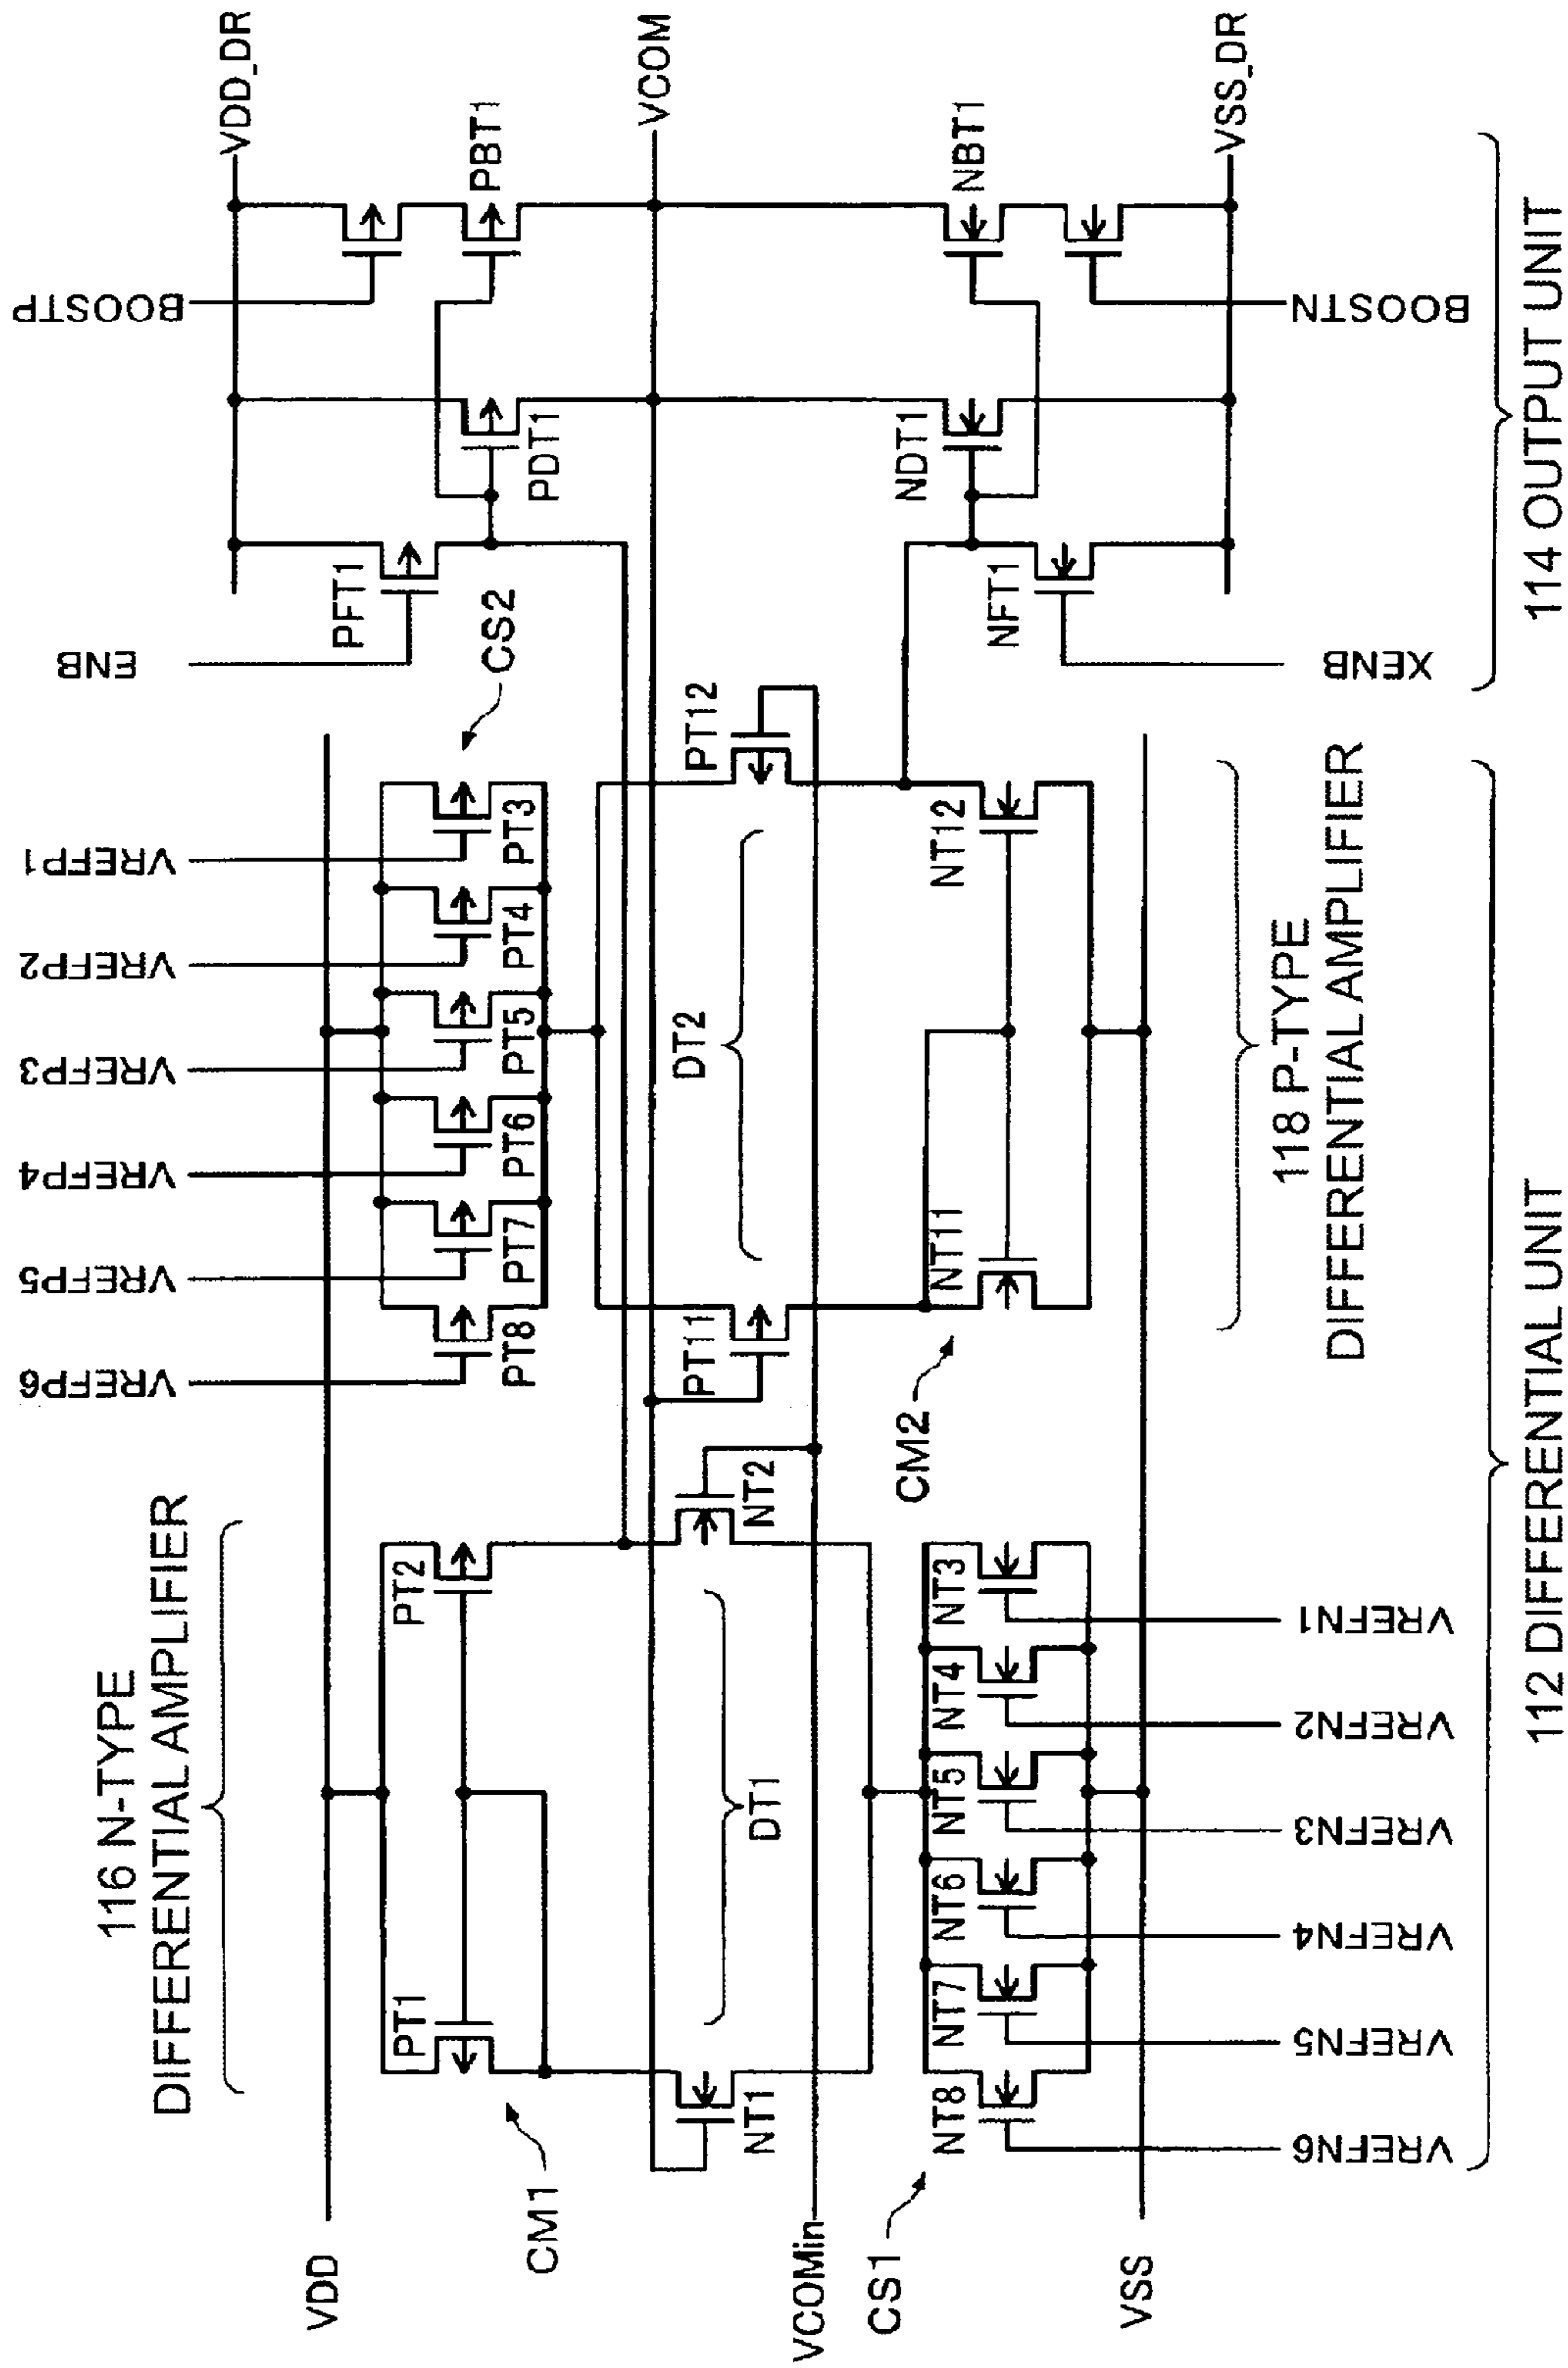 116 N-TYPE
DIFFERENTIAL AMPLIFIER
VREFP6
VREFP5
VREFP4
VREFP3
VREFP2
VREFP1
ENB
BOOSTP
VDD
VDD_DR
PT1
PT2
PT8
PT7
PT6
PT5
PT4
PT3
CS2
PFT1
PBT1
PDT1
CM1
VCOM
NT1
NT2
DT1
PT11
DT2
PT12
VCOMin
CS1
NT8
NT7
NT6
NT5
NT4
NT3
CM2
NT11
NT12
NFT1
NDT1
NBT1
VSS
VSS_DR
VREFN6
VREFN5
VREFN4
VREFN3
VREFN2
VREFN1
118 P-TYPE
DIFFERENTIAL AMPLIFIER
XENB
BOOSTN
112 DIFFERENTIAL UNIT
114 OUTPUT UNIT